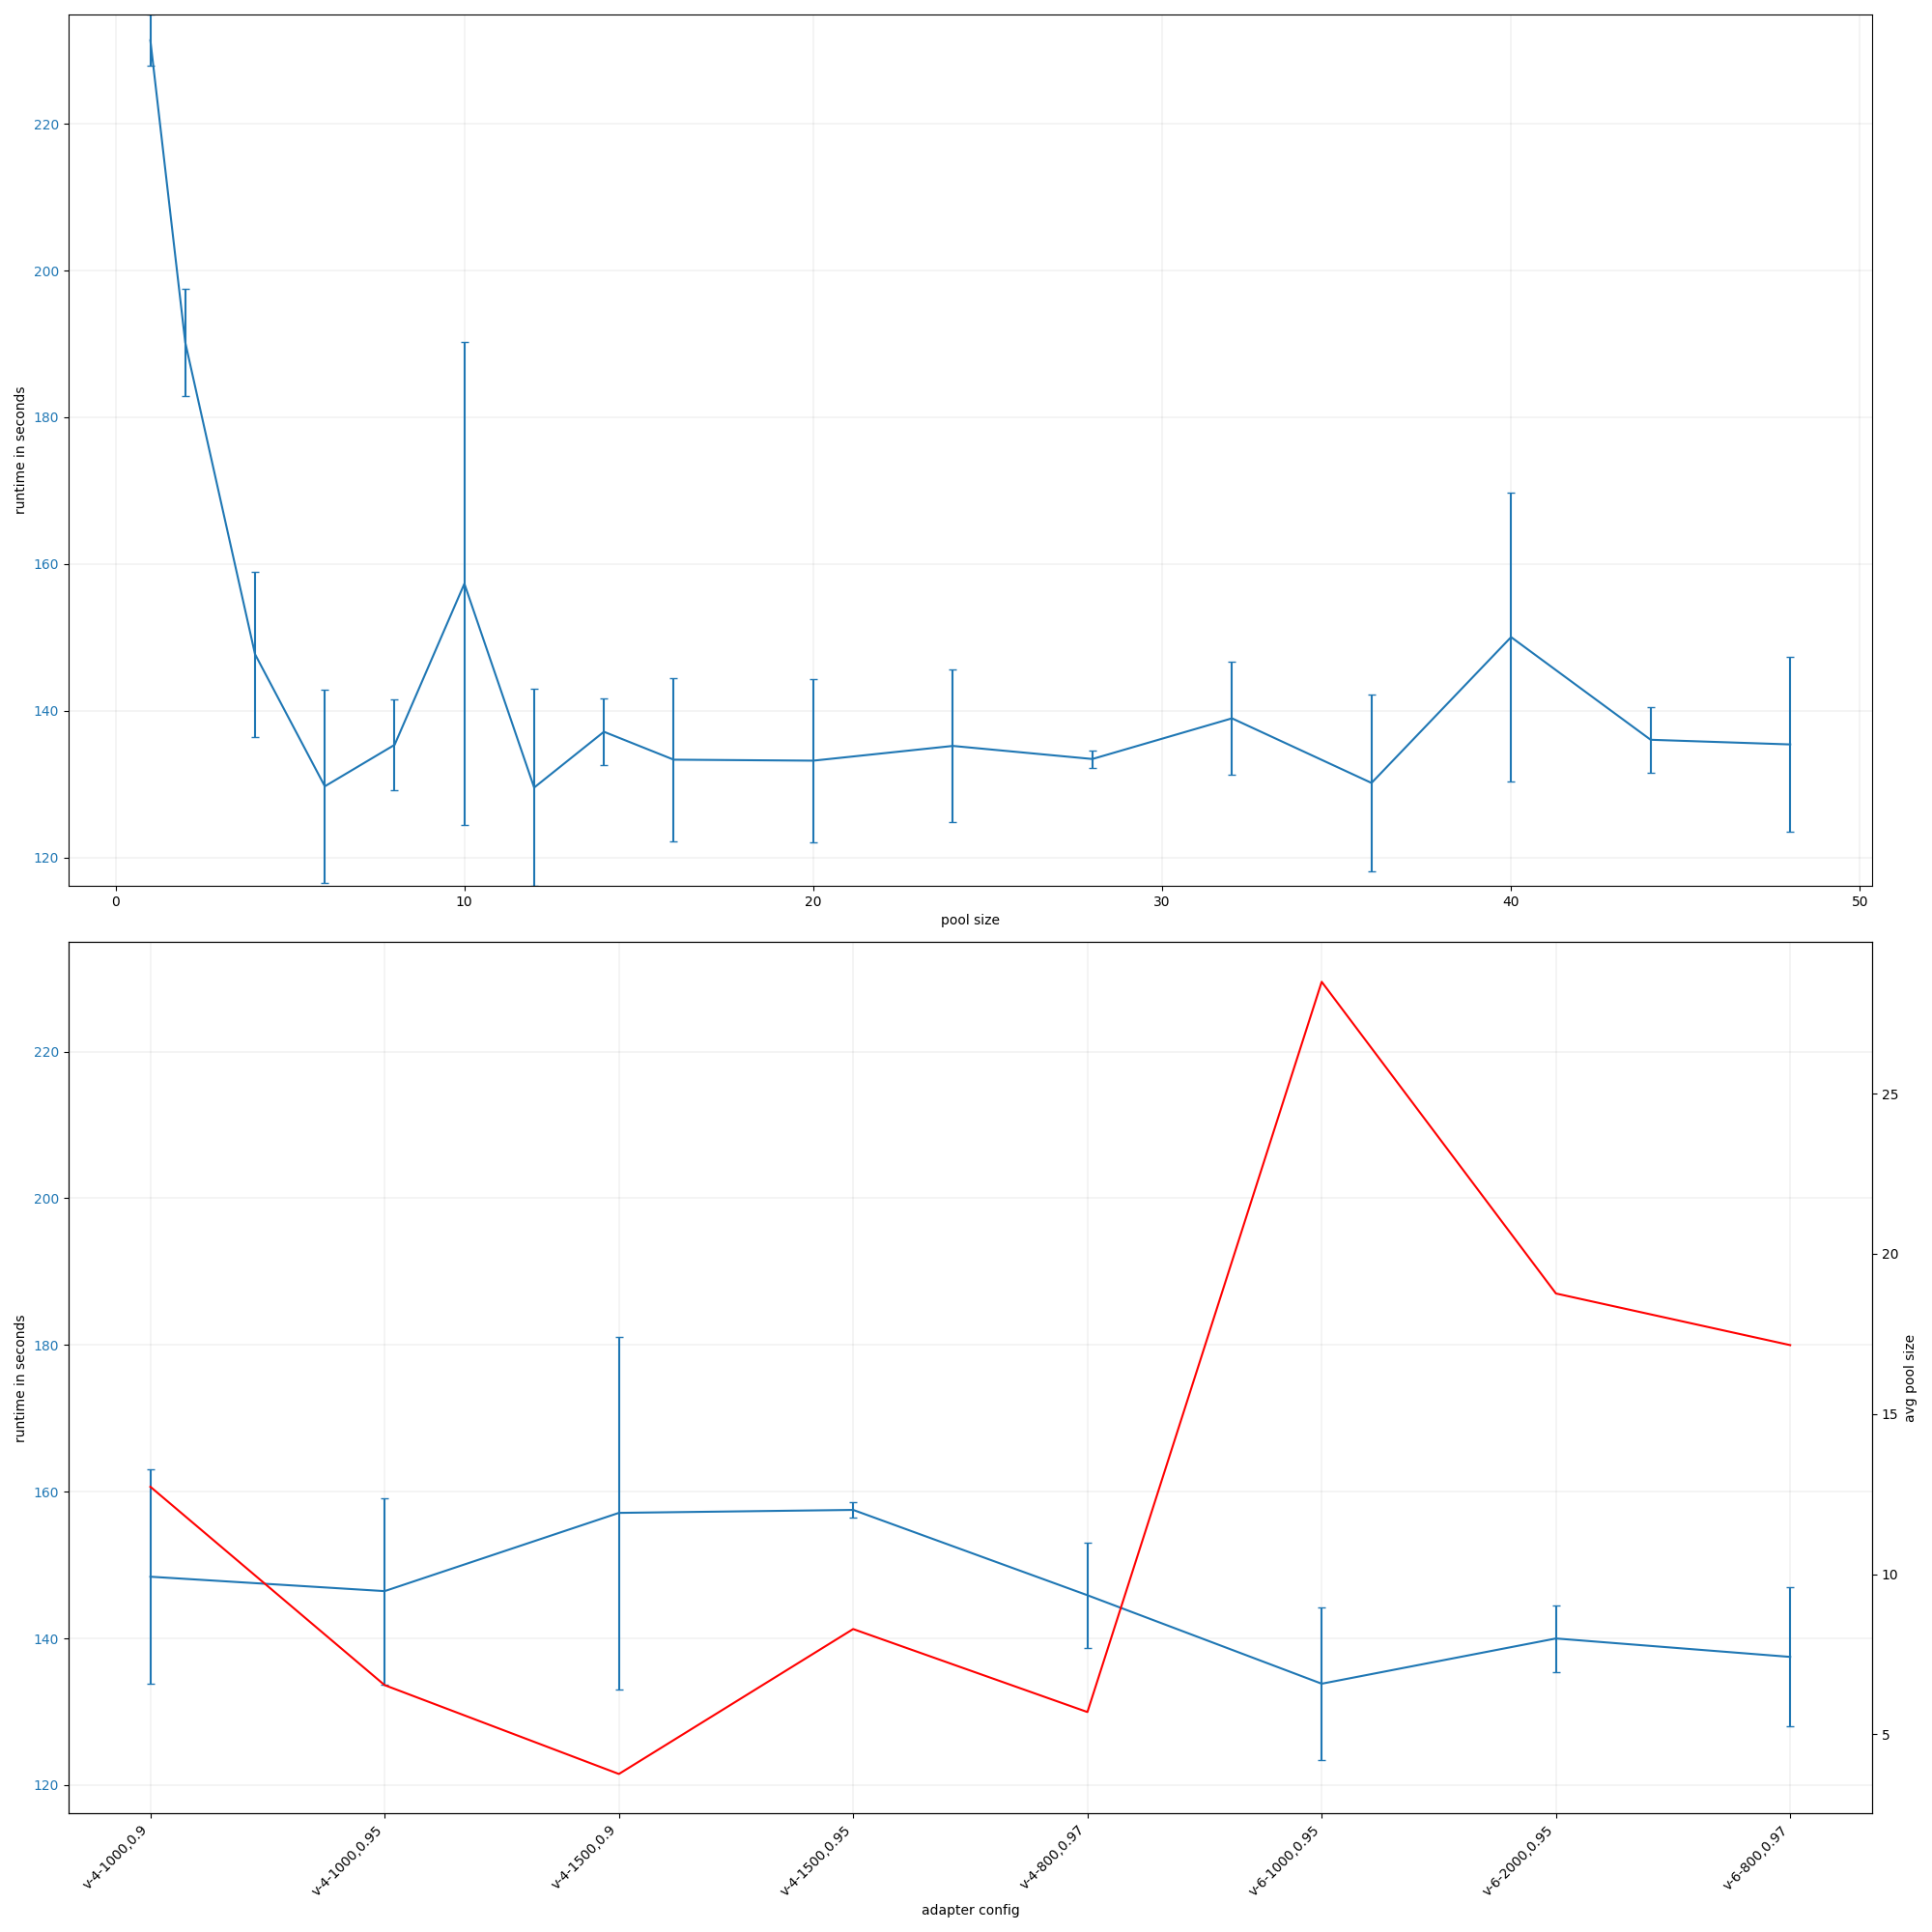 220
200
180
160
140
120
runtime in seconds
0
10
20
30
40
50
pool size
220
200
180
160
140
120
runtime in seconds
25
20
15
10
5
avg pool size
v-4-1000,0.9
v-4-1000,0.95
v-4-1500,0.9
v-4-1500,0.95
v-4-800,0.97
v-6-1000,0.95
v-6-2000,0.95
v-6-800,0.97
adapter config